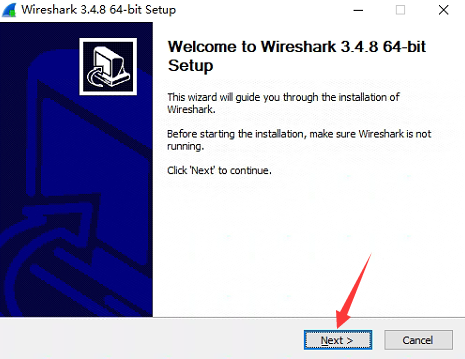 Wireshark 3.4.8 64-bit Setup
Welcome to Wireshark 3.4.8 64-bit
Setup
This wizard will guide you through the installation of
Wireshark.
Before starting the installation, make sure Wireshark is not
running.
Click 'Next' to continue.
Next >
Cancel